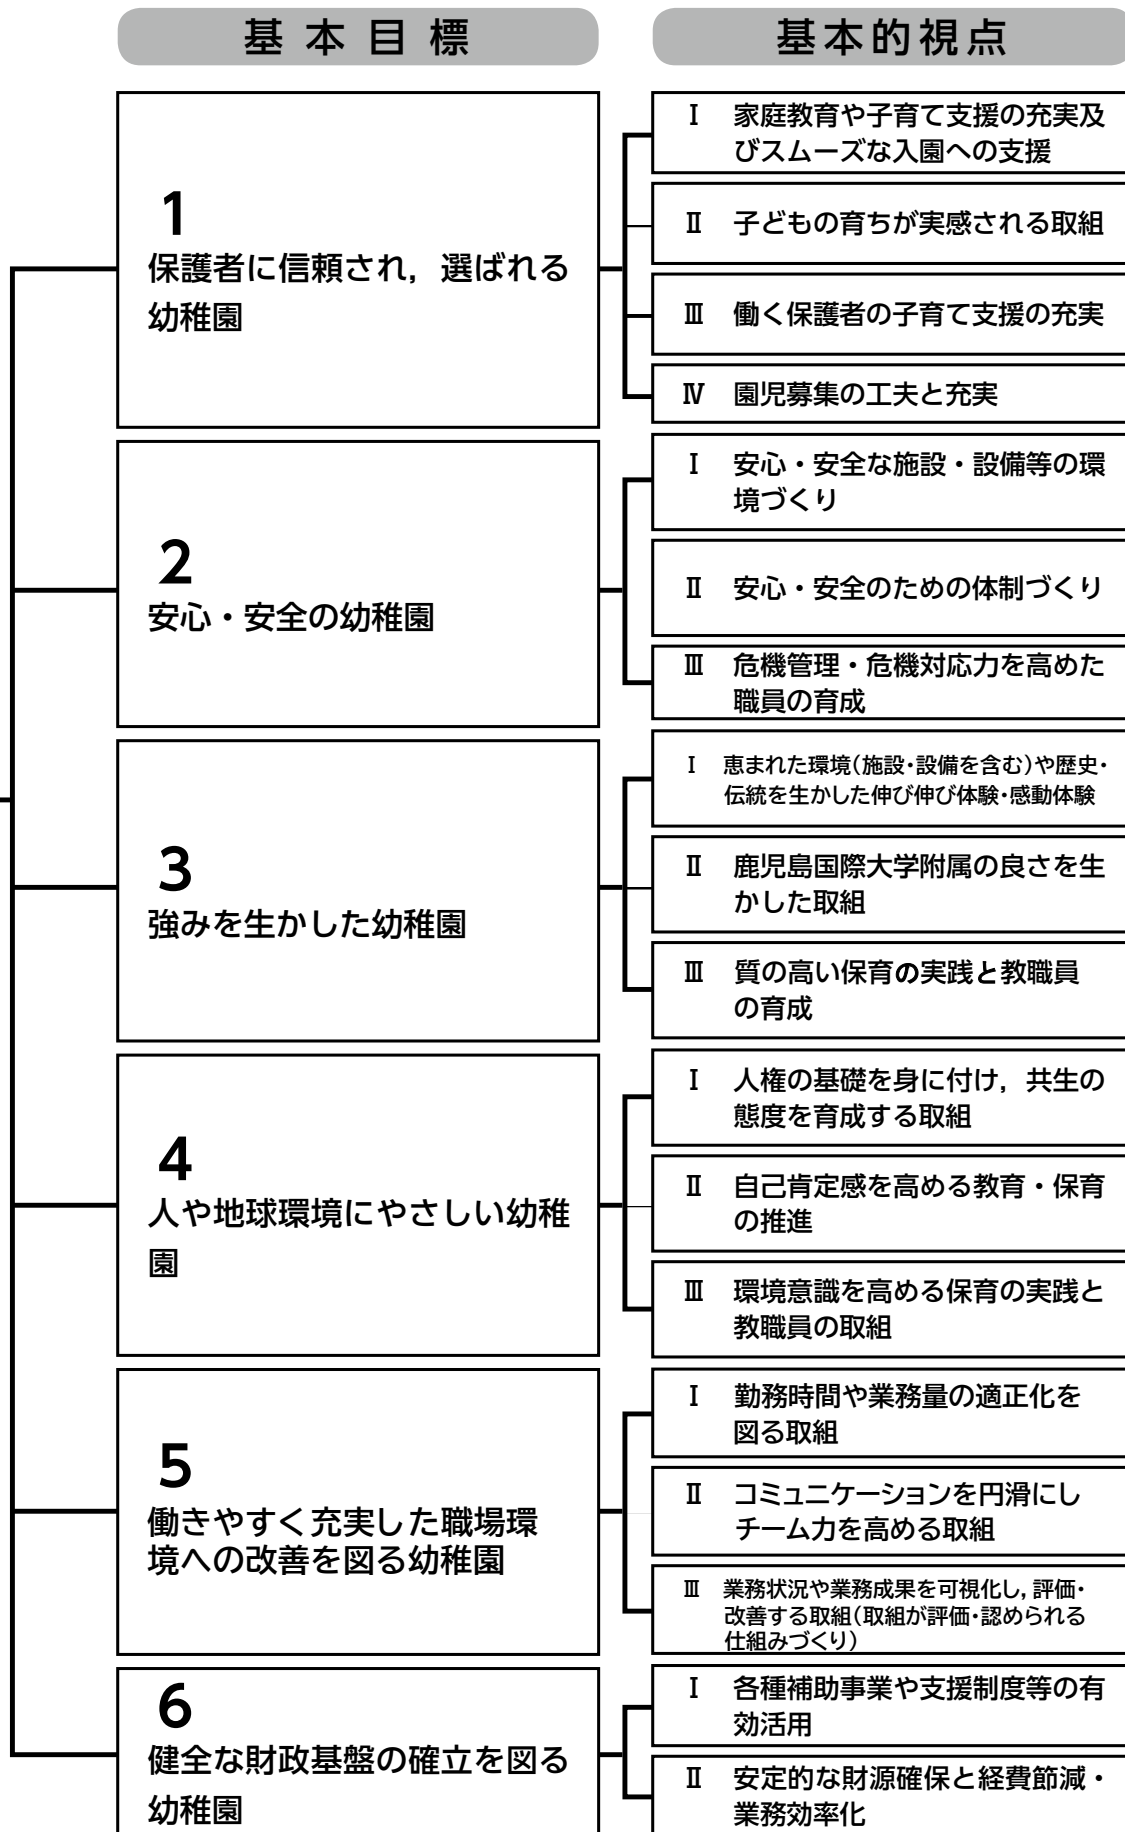 基本目標
基本的視点
1
保護者に信頼され，選ばれる
幼稚園
Ⅰ 家庭教育や子育て支援の充実及
びスムーズな入園への支援
Ⅱ 子どもの育ちが実感される取組
Ⅲ 働く保護者の子育て支援の充実
Ⅳ 園児募集の工夫と充実
2
安心・安全の幼稚園
Ⅰ 安心・安全な施設・設備等の環
境づくり
Ⅱ 安心・安全のための体制づくり
Ⅲ 危機管理・危機対応力を高めた
職員の育成
3
強みを生かした幼稚園
Ⅰ 恵まれた環境（施設・設備を含む）や歴史・
伝統を生かした伸び伸び体験・感動体験
Ⅱ 鹿児島国際大学附属の良さを生
かした取組
Ⅲ 質の高い保育の実践と教職員
の育成
4
人や地球環境にやさしい幼稚
園
Ⅰ 人権の基礎を身に付け，共生の
態度を育成する取組
Ⅱ 自己肯定感を高める教育・保育
の推進
Ⅲ 環境意識を高める保育の実践と
教職員の取組
5
働きやすく充実した職場環
境への改善を図る幼稚園
Ⅰ 勤務時間や業務量の適正化を
図る取組
Ⅱ コミュニケーションを円滑にし
チーム力を高める取組
Ⅲ 業務状況や業務成果を可視化し，評価・
改善する取組（取組が評価・認められる
仕組みづくり）
6
健全な財政基盤の確立を図る
幼稚園
Ⅰ 各種補助事業や支援制度等の有
効活用
Ⅱ 安定的な財源確保と経費節減・
業務効率化